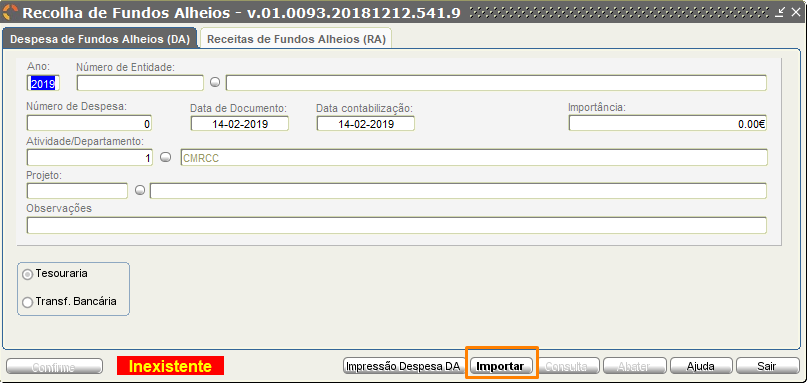 Recolha de Fundos Alheios - v.01.0093.20181212.541.9
Despesa de Fundos Alheios (DA) Receitas de Fundos Alheios (RA)
Ano: Número de Entidade:
2019
Número de Despesa: Data de Documento: Data contabilização: Importância:
0 14-02-2019 14-02-2019 0.00€
Atividade/Departamento:
1 CMRCC
Projeto:
Observações
Tesouraria
Transf. Bancária
Confirme Inexistente Impressão Despesa DA Importar Consulta Abater Ajuda Sair